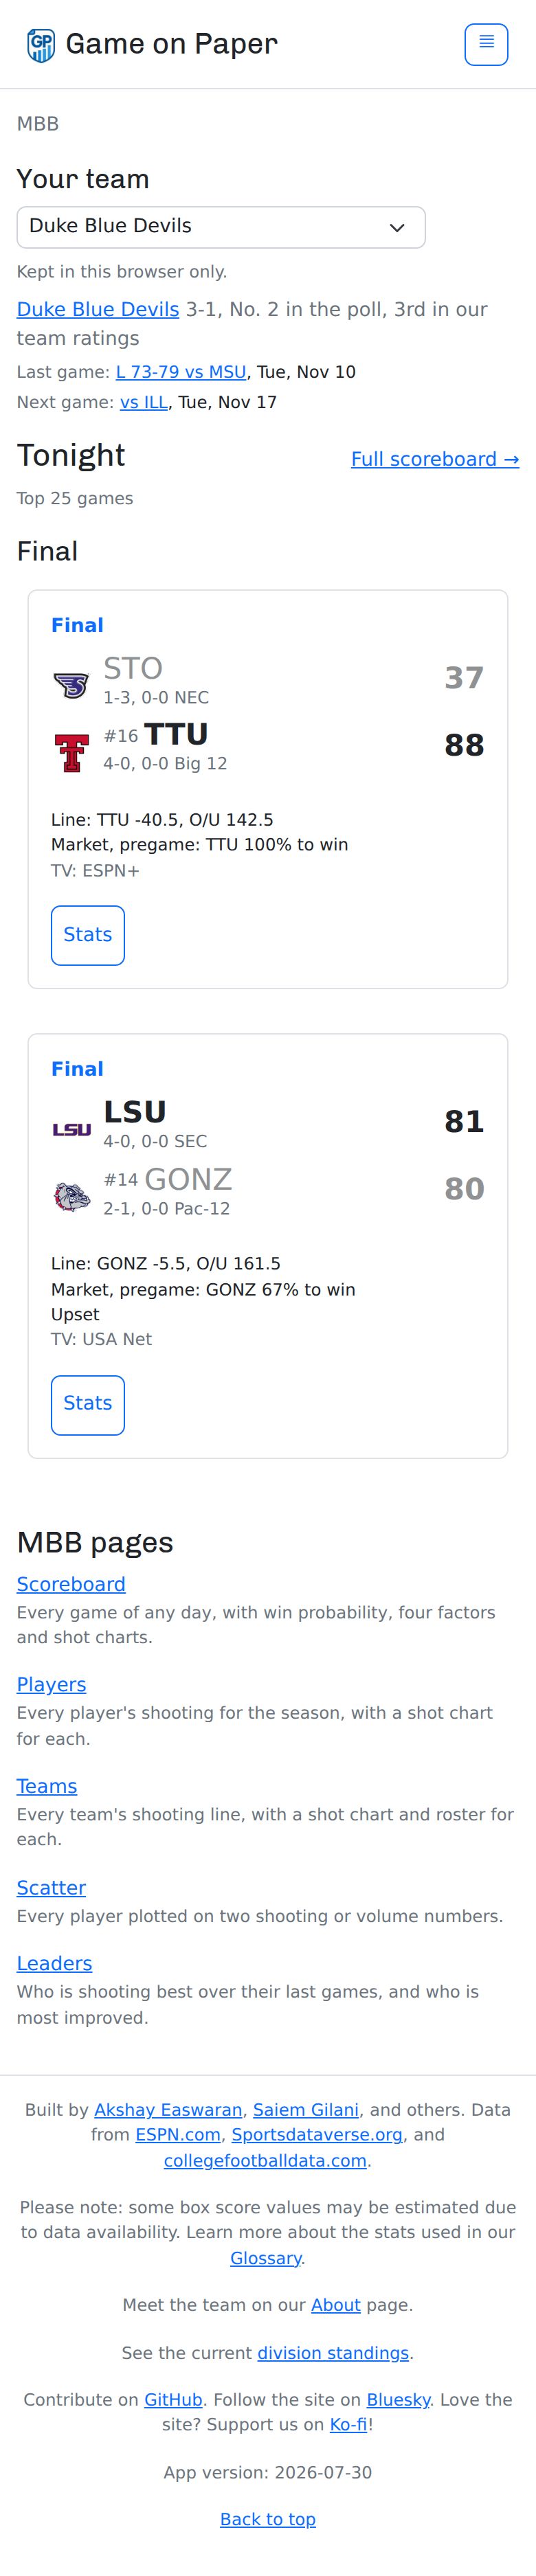 GP Game on Paper
MBB
Your team
Duke Blue Devils
Kept in this browser only.
Duke Blue Devils 3-1, No. 2 in the poll, 3rd in our
team ratings
Last game: L 73-79 vs MSU, Tue, Nov 10
Next game: vs ILL, Tue, Nov 17
Tonight
Full scoreboard →
Top 25 games
Final
Final
STO 37
1-3, 0-0 NEC
#16 TTU 88
4-0, 0-0 Big 12
Line: TTU -40.5, O/U 142.5
Market, pregame: TTU 100% to win
TV: ESPN+
Stats
Final
LSU LSU 81
4-0, 0-0 SEC
#14 GONZ 80
2-1, 0-0 Pac-12
Line: GONZ -5.5, O/U 161.5
Market, pregame: GONZ 67% to win
Upset
TV: USA Net
Stats
MBB pages
Scoreboard
Every game of any day, with win probability, four factors
and shot charts.
Players
Every player's shooting for the season, with a shot chart
for each.
Teams
Every team's shooting line, with a shot chart and roster for
each.
Scatter
Every player plotted on two shooting or volume numbers.
Leaders
Who is shooting best over their last games, and who is
most improved.
Built by Akshay Easwaran, Saiem Gilani, and others. Data
from ESPN.com, Sportsdataverse.org, and
collegefootballdata.com.
Please note: some box score values may be estimated due
to data availability. Learn more about the stats used in our
Glossary.
Meet the team on our About page.
See the current division standings.
Contribute on GitHub. Follow the site on Bluesky. Love the
site? Support us on Ko-fi!
App version: 2026-07-30
Back to top